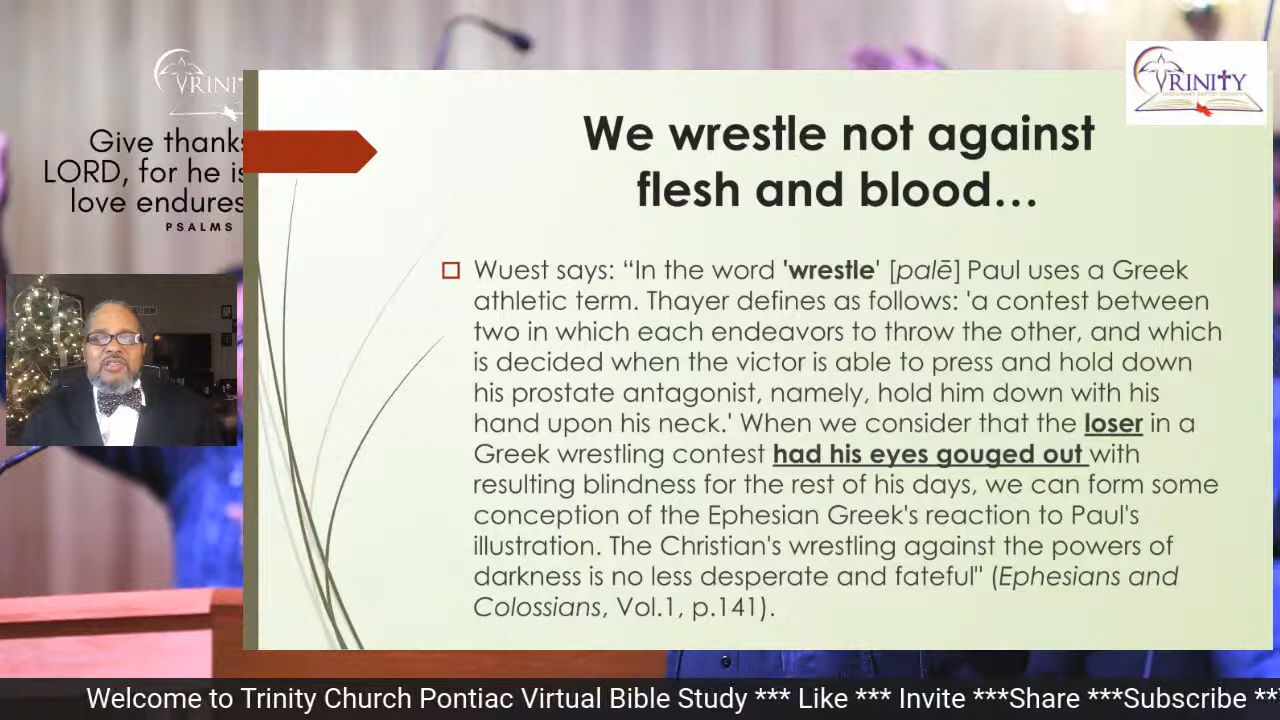 TRINITY
We wrestle not against
flesh and blood…
Give thanks
LORD, for he is
love endures
PSALMS
Wuest says: “In the word 'wrestle' [palē] Paul uses a Greek
athletic term. Thayer defines as follows: 'a contest between
two in which each endeavors to throw the other, and which
is decided when the victor is able to press and hold down
his prostate antagonist, namely, hold him down with his
hand upon his neck.' When we consider that the loser in a
Greek wrestling contest had his eyes gouged out with
resulting blindness for the rest of his days, we can form some
conception of the Ephesian Greek's reaction to Paul's
illustration. The Christian's wrestling against the powers of
darkness is no less desperate and fateful" (Ephesians and
Colossians, Vol.1, p.141).
Welcome to Trinity Church Pontiac Virtual Bible Study *** Like *** Invite ***Share ***Subscribe **